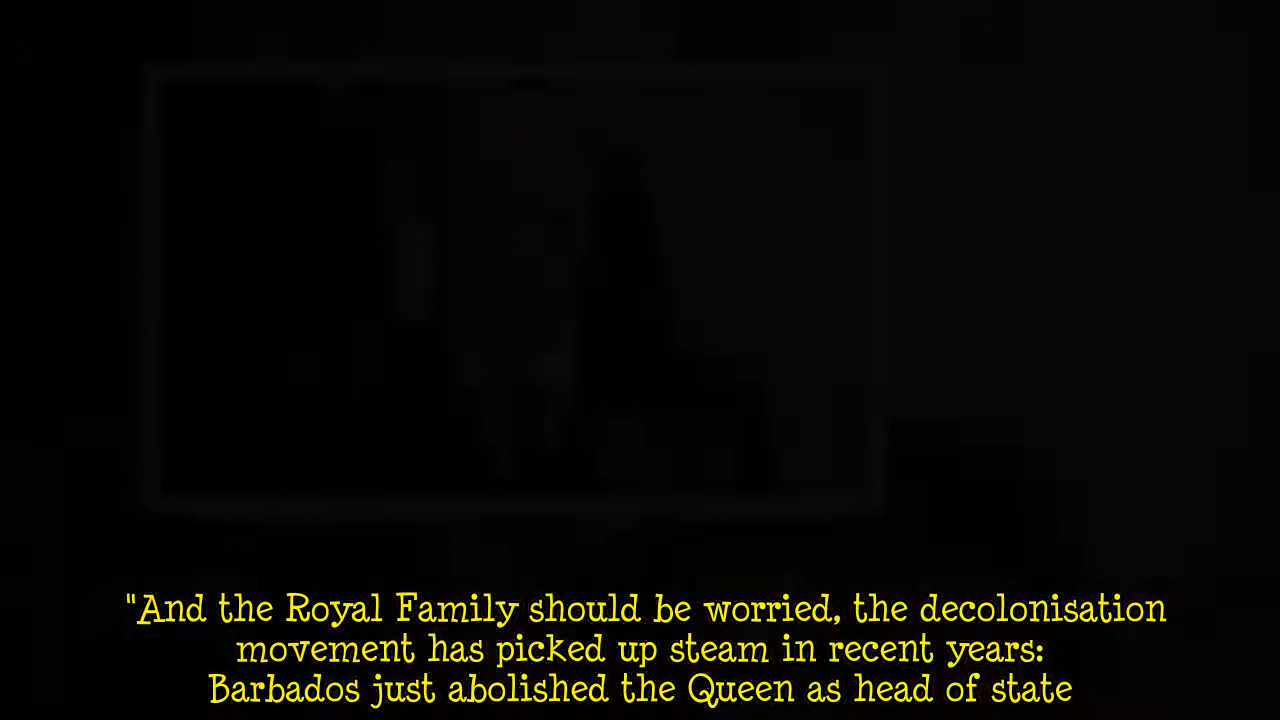 "And the Royal Family should be worried, the decolonisation
movement has picked up steam in recent years:
Barbados just abolished the Queen as head of state